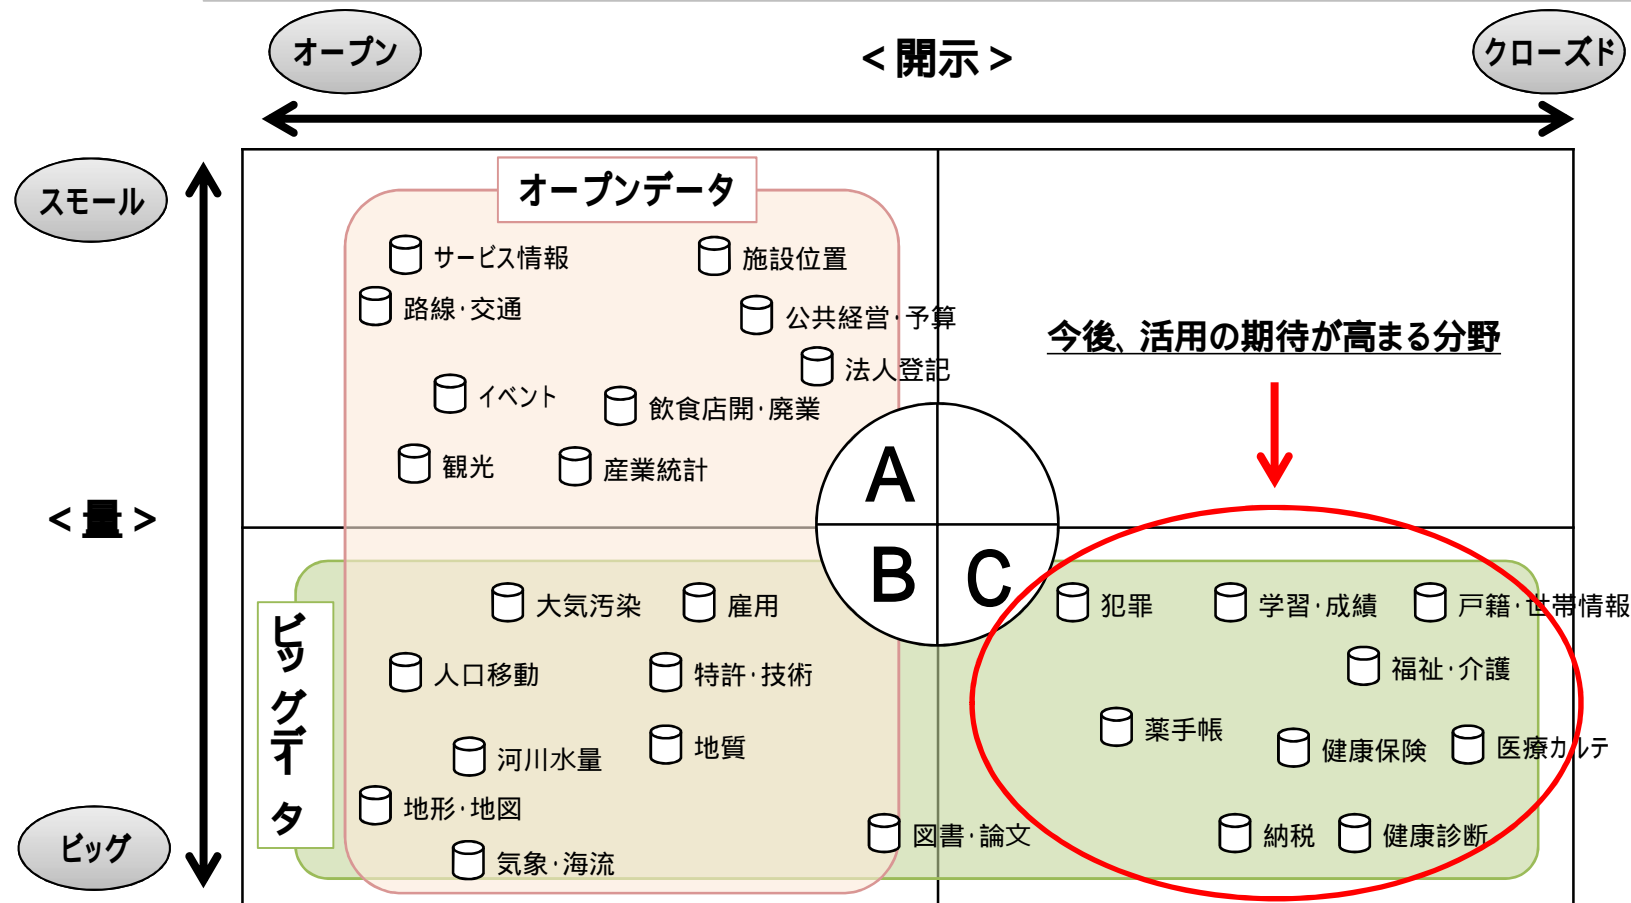 オープン
＜開示＞
クローズド
スモール
オープンデータ
サービス情報
施設位置
路線・交通
公共経営・予算
今後、活用の期待が高まる分野
法人登記
イベント
飲食店開・廃業
観光
産業統計
A
＜量＞
B
C
大気汚染
雇用
犯罪
学習・成績
戸籍・世帯情報
ビッグデータ
人口移動
特許・技術
福祉・介護
薬手帳
河川水量
地質
健康保険
医療カルテ
地形・地図
ビッグ
図書・論文
納税
健康診断
気象・海流